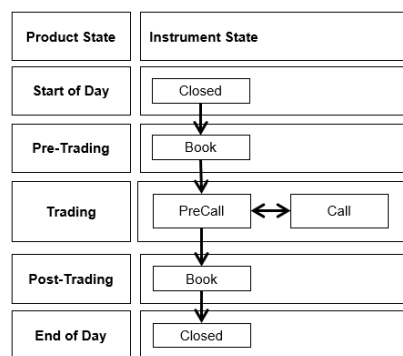 Product State
Instrument State
Start of Day
Closed
Pre-Trading
Book
Trading
PreCall
Call
Post-Trading
Book
End of Day
Closed